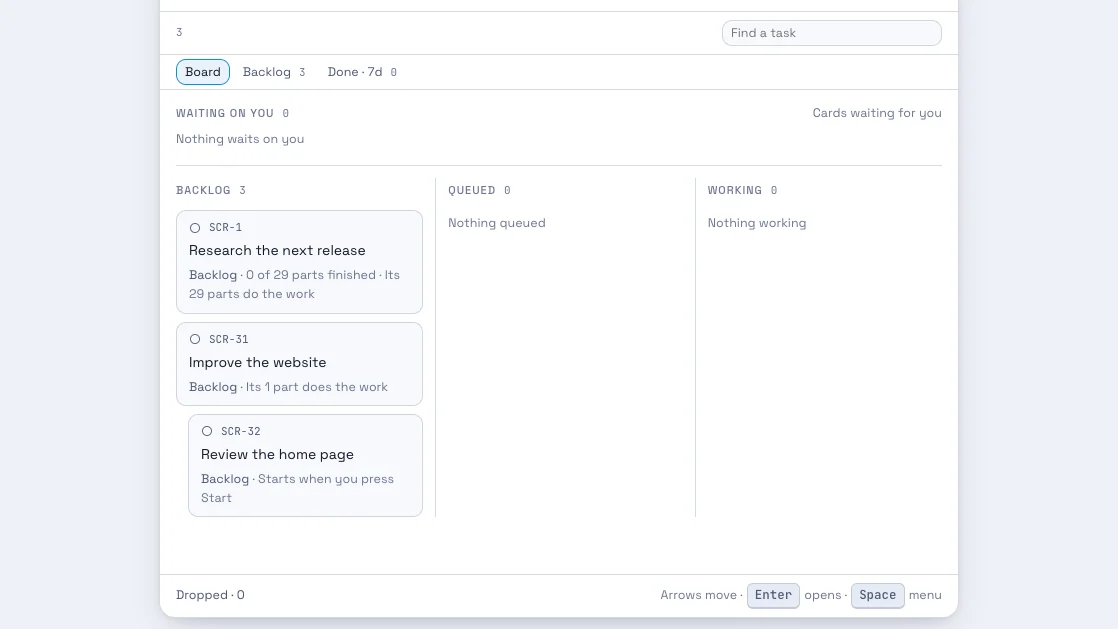 3
Find a task
Board
Backlog 3
Done · 7d 0
WAITING ON YOU 0
Cards waiting for you
Nothing waits on you
BACKLOG 3
SCR-1
Research the next release
Backlog · 0 of 29 parts finished · Its
29 parts do the work
SCR-31
Improve the website
Backlog · Its 1 part does the work
SCR-32
Review the home page
Backlog · Starts when you press
Start
QUEUED 0
Nothing queued
WORKING 0
Nothing working
Dropped · 0
Arrows move · Enter opens · Space menu